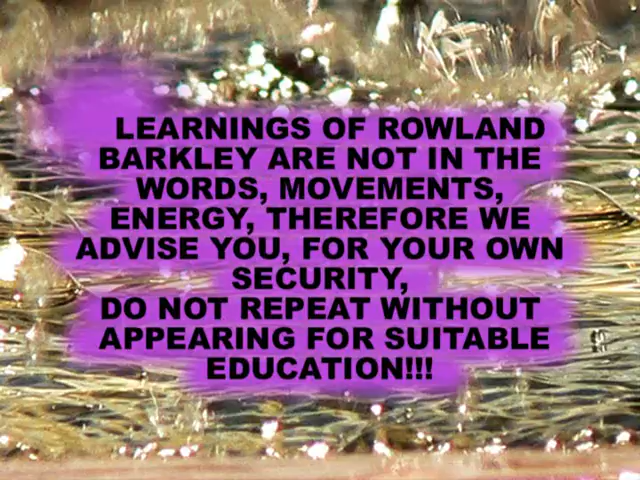 LEARNINGS OF ROWLAND
BARKLEY ARE NOT IN THE
WORDS, MOVEMENTS,
ENERGY, THEREFORE WE
ADVISE YOU, FOR YOUR OWN
SECURITY,
DO NOT REPEAT WITHOUT
APPEARING FOR SUITABLE
EDUCATION!!!